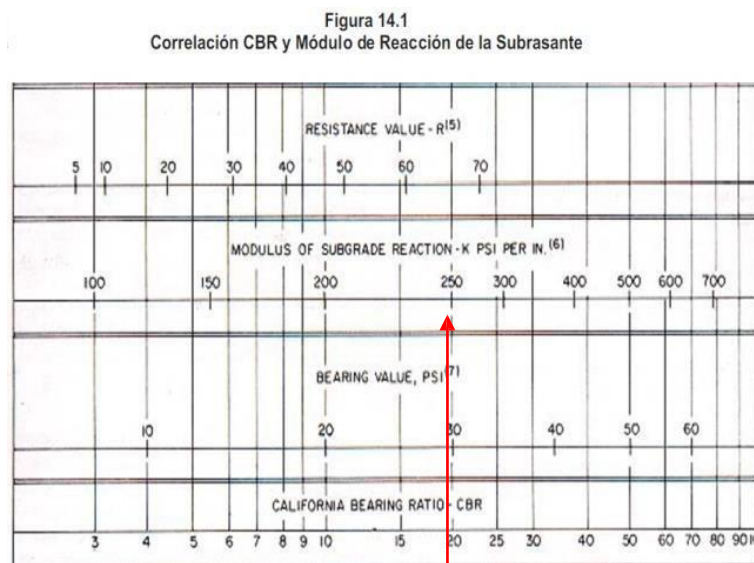 Figura 14.1
Correlación CBR y Módulo de Reacción de la Subrasante
RESISTANCE VALUE - R(5)
5 10 20 30 40 50 60 70
MODULUS OF SUBGRADE REACTION - K PSI PER IN.(6)
100 150 200 250 300 400 500 600 700
BEARING VALUE, PSI(7)
10 20 30 40 50 60
CALIFORNIA BEARING RATIO - CBR
3 4 5 6 7 8 9 10 15 20 25 30 40 50 60 70 80 90